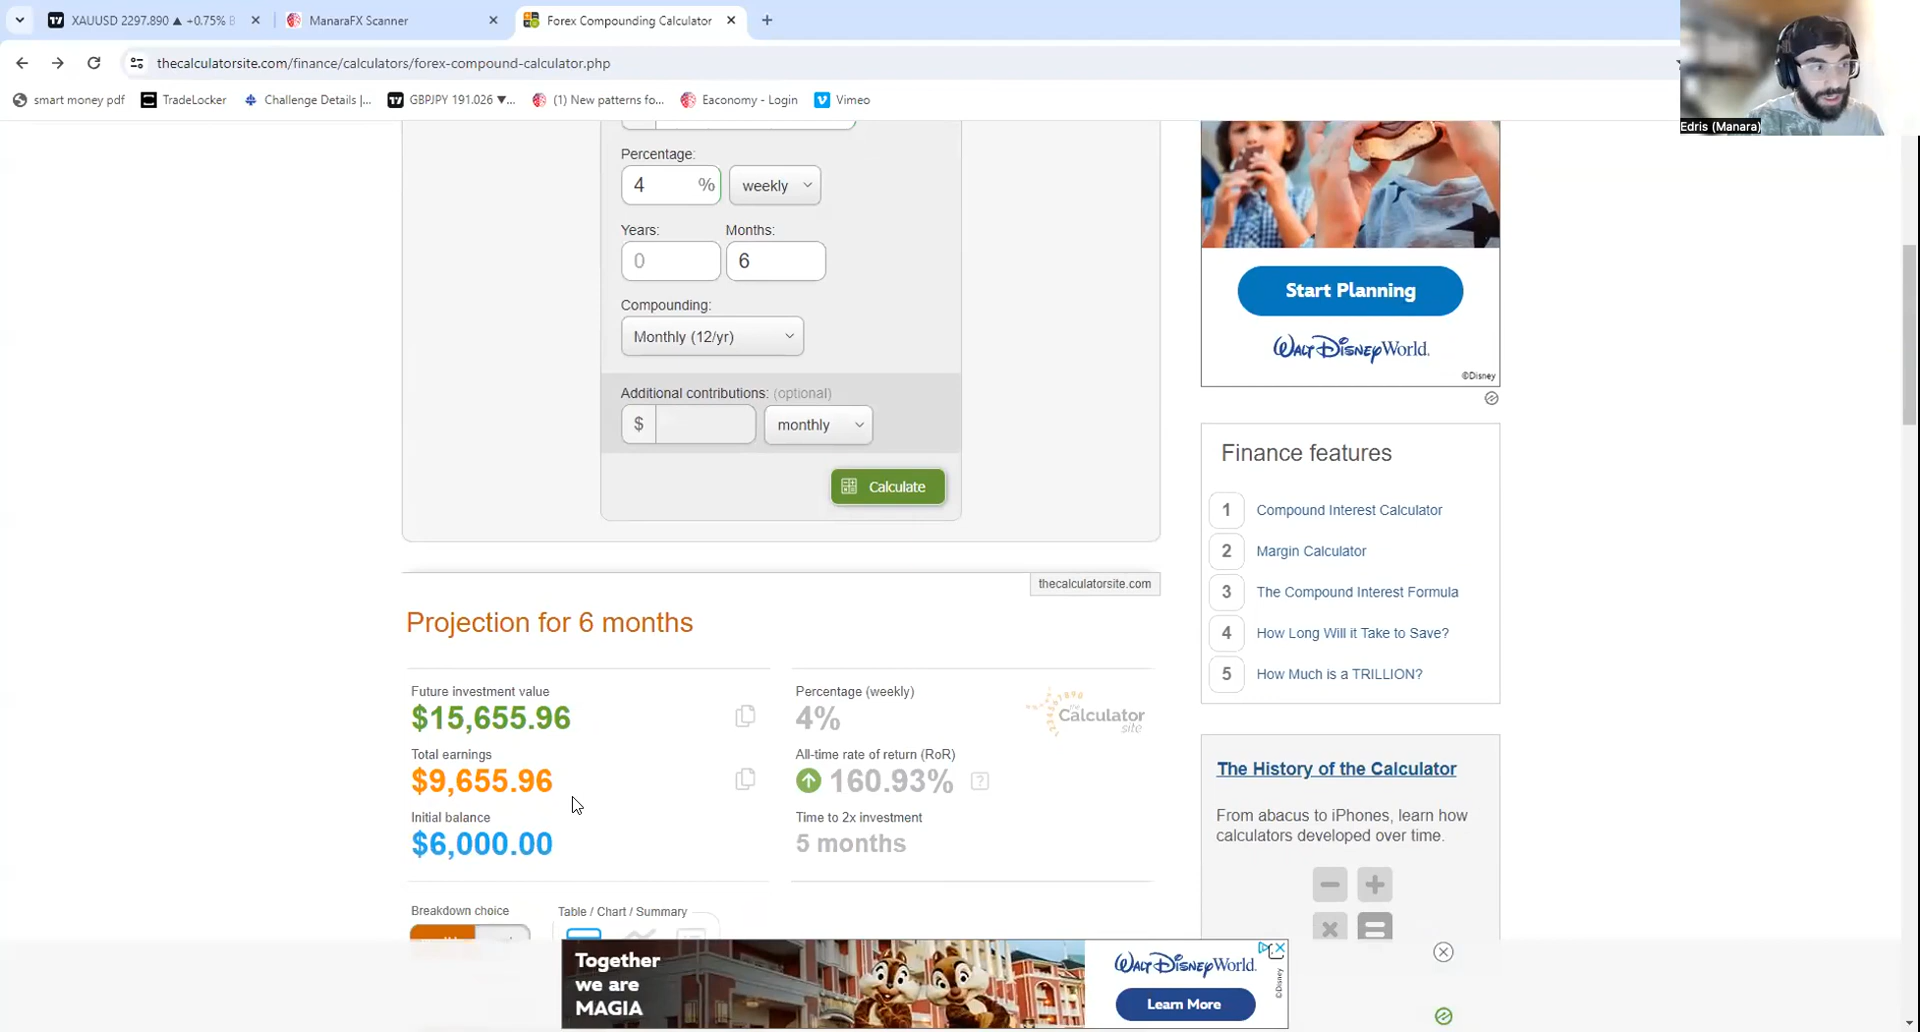 XAUUSD 2297.890 ▲ +0.75%
ManaraFX Scanner
Forex Compounding Calculator
thecalculatorsite.com/finance/calculators/forex-compound-calculator.php
smart money pdf
TradeLocker
Challenge Details |...
GBPJPY 191.026 ▼...
(1) New patterns fo...
Eaconomy - Login
Vimeo
Edris (Manara)
Percentage:
4 %
weekly
Years:
Months:
0
6
Compounding:
Monthly (12/yr)
Additional contributions: (optional)
$
monthly
Calculate
thecalculatorsite.com
Projection for 6 months
Future investment value
$15,655.96
Total earnings
$9,655.96
Initial balance
$6,000.00
Percentage (weekly)
4%
All-time rate of return (RoR)
160.93%
?
Time to 2x investment
5 months
the Calculator site
Breakdown choice
Table / Chart / Summary
Start Planning
Walt Disney World.
©Disney
Finance features
1 Compound Interest Calculator
2 Margin Calculator
3 The Compound Interest Formula
4 How Long Will it Take to Save?
5 How Much is a TRILLION?
The History of the Calculator
From abacus to iPhones, learn how
calculators developed over time.
Together
we are
MAGIA
Walt Disney World.
Learn More
©Disney